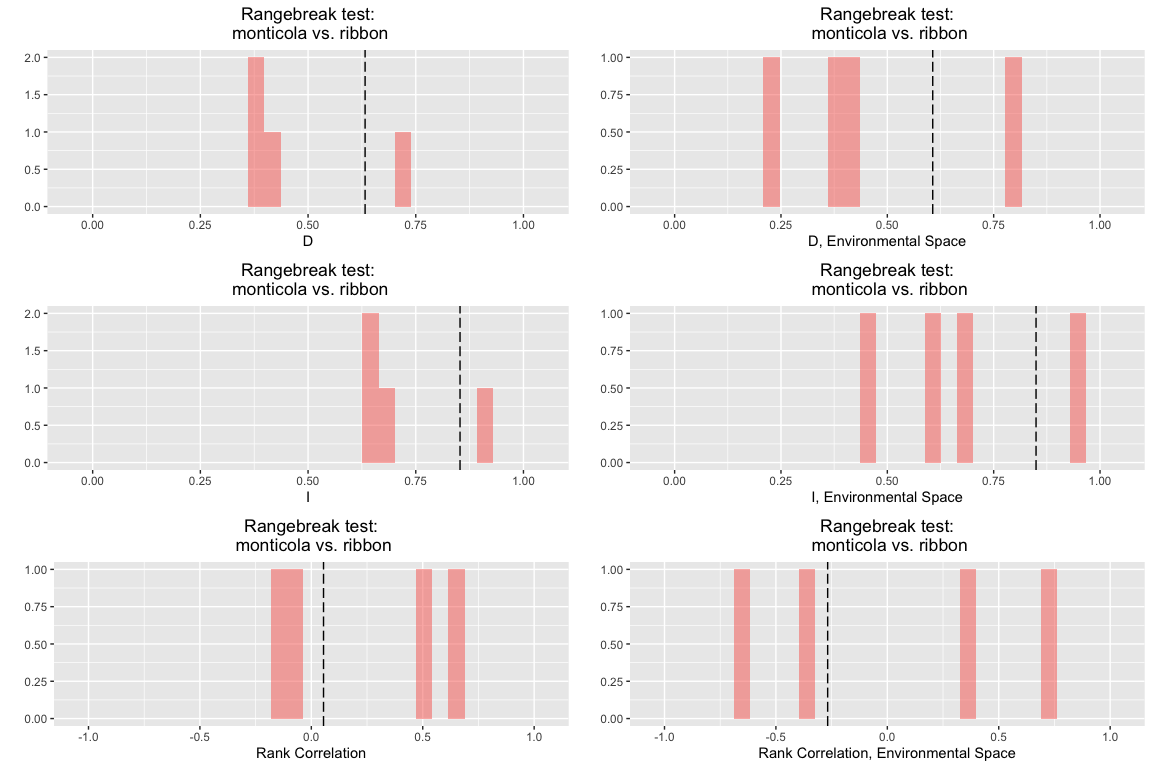 Rangebreak test:
monticola vs. ribbon
2.0
1.5
1.0
0.5
0.0
0.00 0.25 0.50 0.75 1.00
D
Rangebreak test:
monticola vs. ribbon
1.00
0.75
0.50
0.25
0.00
0.00 0.25 0.50 0.75 1.00
D, Environmental Space
Rangebreak test:
monticola vs. ribbon
2.0
1.5
1.0
0.5
0.0
0.00 0.25 0.50 0.75 1.00
I
Rangebreak test:
monticola vs. ribbon
1.00
0.75
0.50
0.25
0.00
0.00 0.25 0.50 0.75 1.00
I, Environmental Space
Rangebreak test:
monticola vs. ribbon
1.00
0.75
0.50
0.25
0.00
-1.0 -0.5 0.0 0.5 1.0
Rank Correlation
Rangebreak test:
monticola vs. ribbon
1.00
0.75
0.50
0.25
0.00
-1.0 -0.5 0.0 0.5 1.0
Rank Correlation, Environmental Space